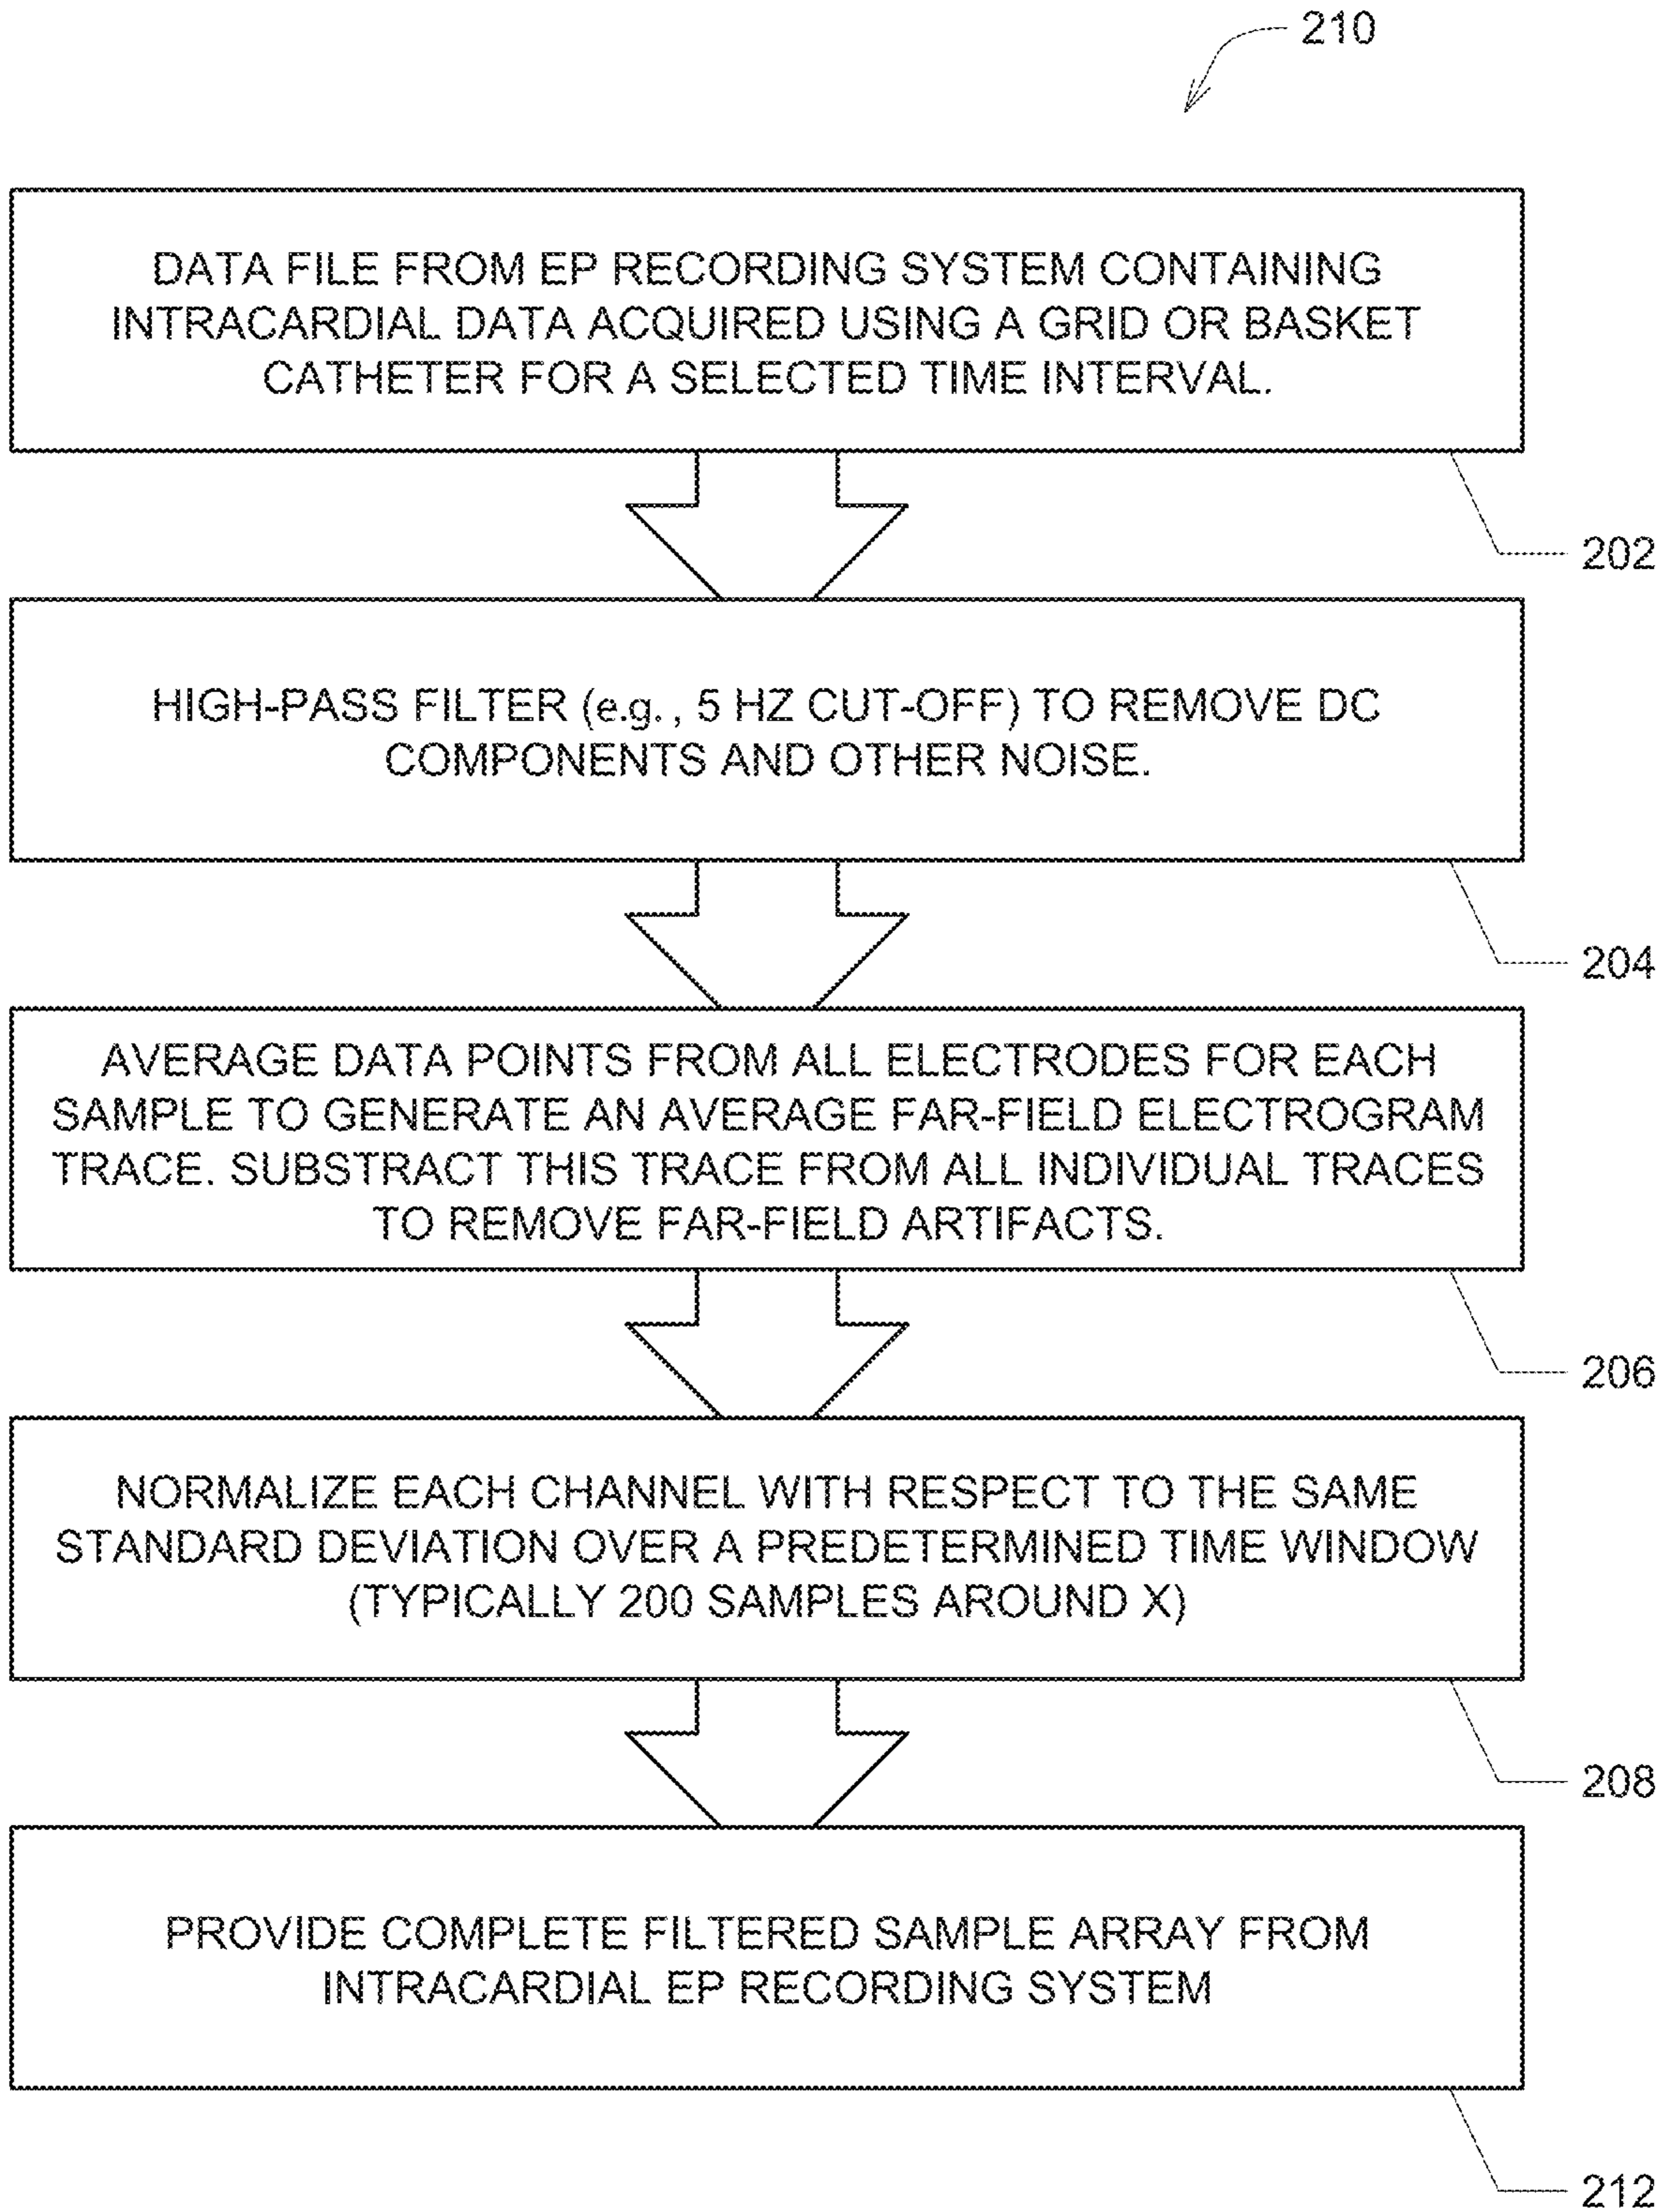 210
DATA FILE FROM EP RECORDING SYSTEM CONTAINING
INTRACARDIAL DATA ACQUIRED USING A GRID OR BASKET
CATHETER FOR A SELECTED TIME INTERVAL.
202
HIGH-PASS FILTER (e.g., 5 HZ CUT-OFF) TO REMOVE DC
COMPONENTS AND OTHER NOISE.
204
AVERAGE DATA POINTS FROM ALL ELECTRODES FOR EACH
SAMPLE TO GENERATE AN AVERAGE FAR-FIELD ELECTROGRAM
TRACE. SUBSTRACT THIS TRACE FROM ALL INDIVIDUAL TRACES
TO REMOVE FAR-FIELD ARTIFACTS.
206
NORMALIZE EACH CHANNEL WITH RESPECT TO THE SAME
STANDARD DEVIATION OVER A PREDETERMINED TIME WINDOW
(TYPICALLY 200 SAMPLES AROUND X)
208
PROVIDE COMPLETE FILTERED SAMPLE ARRAY FROM
INTRACARDIAL EP RECORDING SYSTEM
212